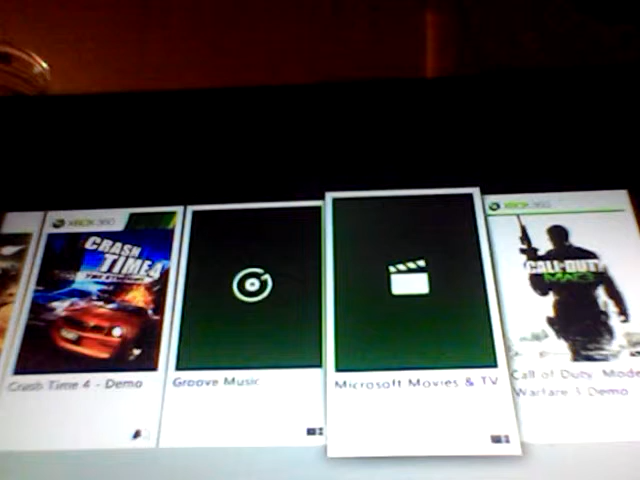 XBOX 360
CRASH
TIME 4
Crash Time 4 - Demo
Groove Music
Microsoft Movies & TV
XBOX 360
CALL OF DUTY
MW3
Call of Duty: Mode
Warfare 3 Demo